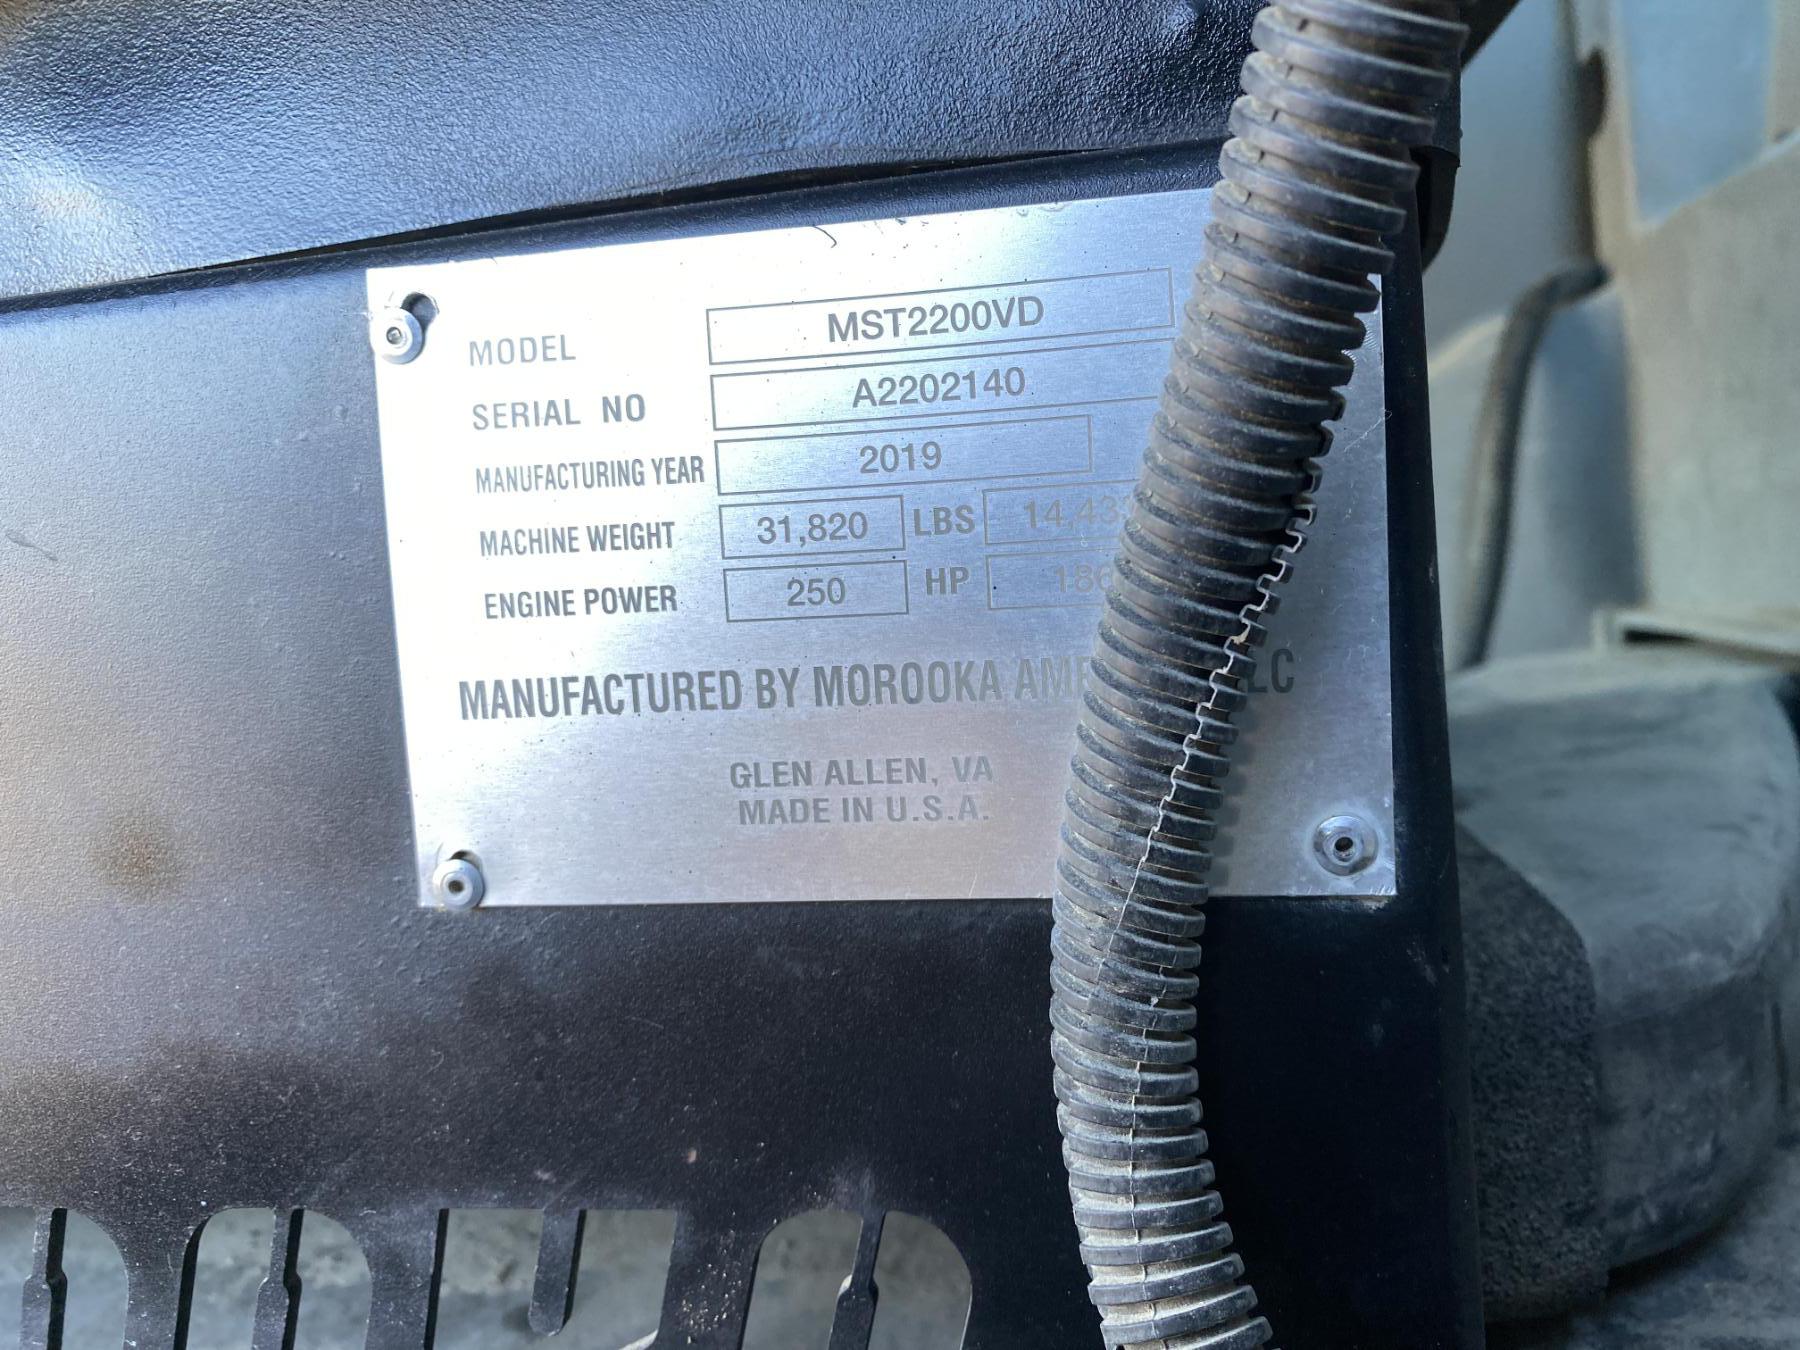 MODEL MST2200VD
SERIAL NO A2202140
MANUFACTURING YEAR 2019
MACHINE WEIGHT 31,820 LBS
ENGINE POWER 250 HP 186
MANUFACTURED BY MOROOKA
GLEN ALLEN, VA
MADE IN U.S.A.